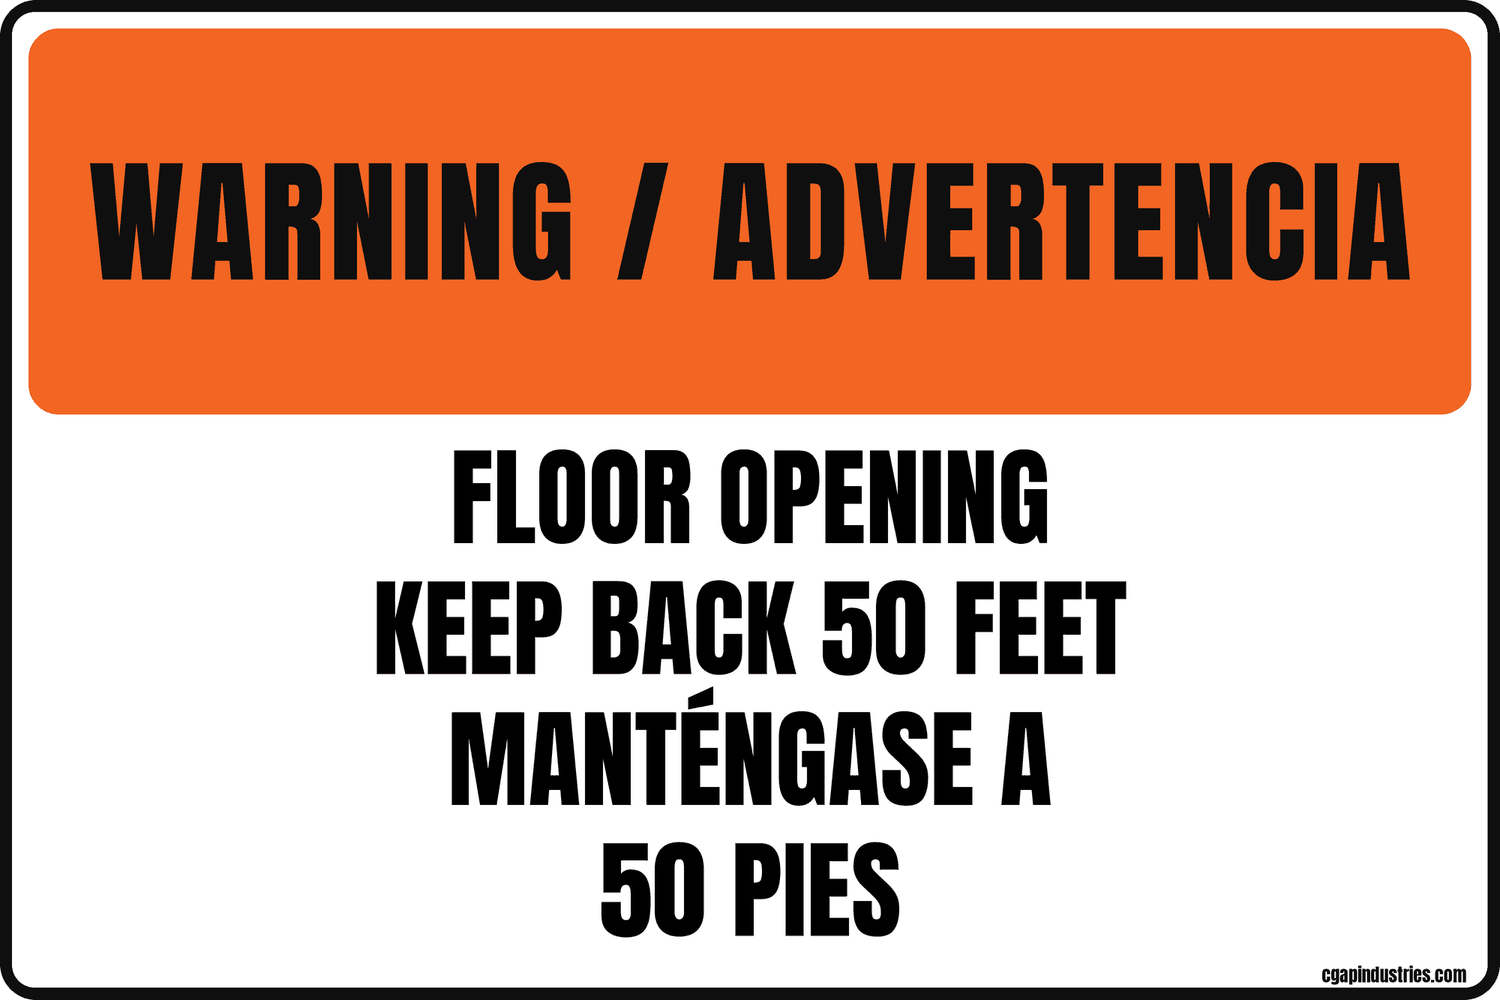 WARNING / ADVERTENCIA
FLOOR OPENING
KEEP BACK 50 FEET
MANTÉNGASE A
50 PIES
cgapindustries.com